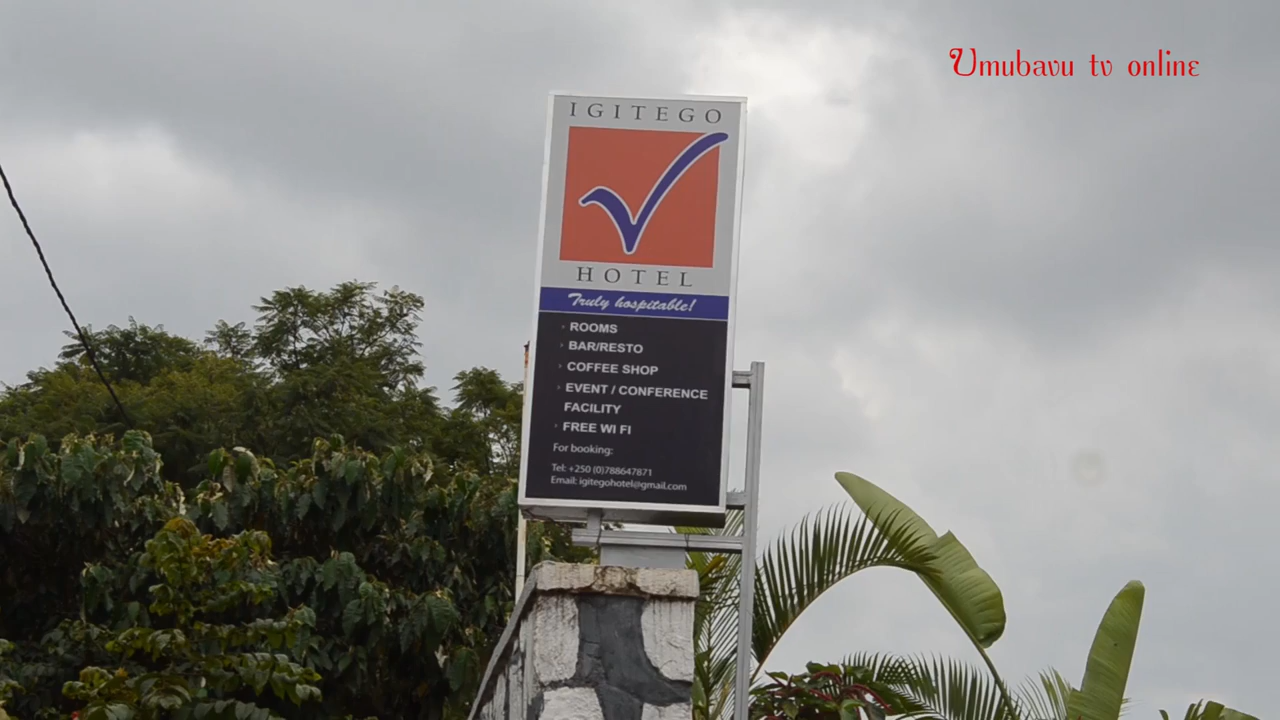 Umubavu tv online
IGITEGO
HOTEL
Truly hospitable!
ROOMS
BAR/RESTO
COFFEE SHOP
EVENT / CONFERENCE
FACILITY
FREE WI FI
For booking:
Tel: +250 (0)788647871
Email: igitegohotel@gmail.com